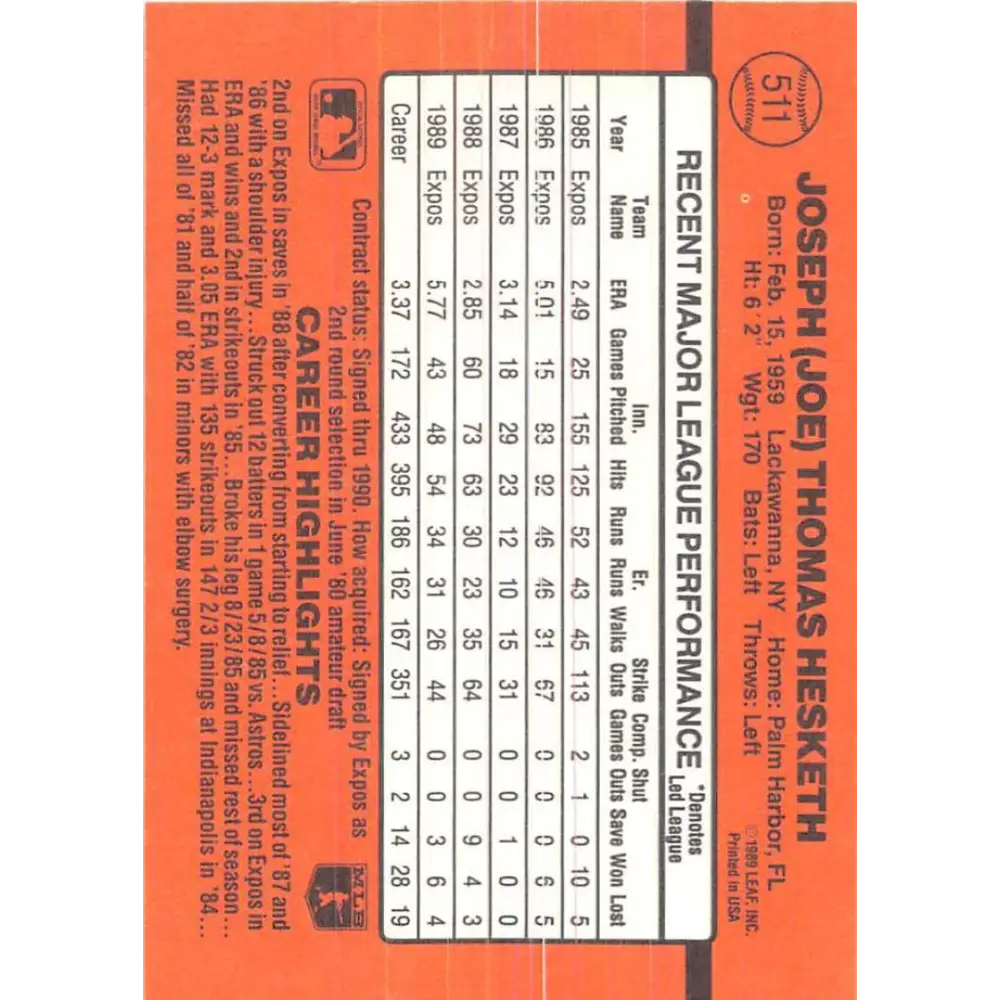 511
JOSEPH (JOE) THOMAS HESKETH
Born: Feb. 15, 1959 Lackawanna, NY Home: Palm Harbor, FL
Ht: 6' 2" Wgt: 170 Bats: Left Throws: Left
© 1989 LEAF, INC.
Printed in USA
RECENT MAJOR LEAGUE PERFORMANCE *Denotes Led League
Year Team Name ERA Games Inn. Pitched Hits Runs Er. Runs Walks Strike Outs Comp. Games Shut Outs Save Won Lost
1985 Expos 2.49 25 155 125 52 43 45 113 2 1 0 10 5
1986 Expos 5.01 15 83 92 46 46 31 67 0 0 0 6 5
1987 Expos 3.14 18 29 23 12 10 15 31 0 0 1 0 0
1988 Expos 2.85 60 73 63 30 23 35 64 0 0 9 4 3
1989 Expos 5.77 43 48 54 34 31 26 44 0 0 3 6 4
Career 3.37 172 433 395 186 162 167 351 3 2 14 28 19
Contract status: Signed thru 1990. How acquired: Signed by Expos as
2nd round selection in June '80 amateur draft
MLB
CAREER HIGHLIGHTS
2nd on Expos in saves in '88 after converting from starting to relief...Sidelined most of '87 and
'86 with a shoulder injury...Struck out 12 batters in 1 game 5/8/85 vs. Astros...3rd on Expos in
ERA and wins and 2nd in strikeouts in '85...Broke his leg 8/23/85 and missed rest of season...
Had 12-3 mark and 3.05 ERA with 135 strikeouts in 147 2/3 innings at Indianapolis in '84...
Missed all of '81 and half of '82 in minors with elbow surgery.